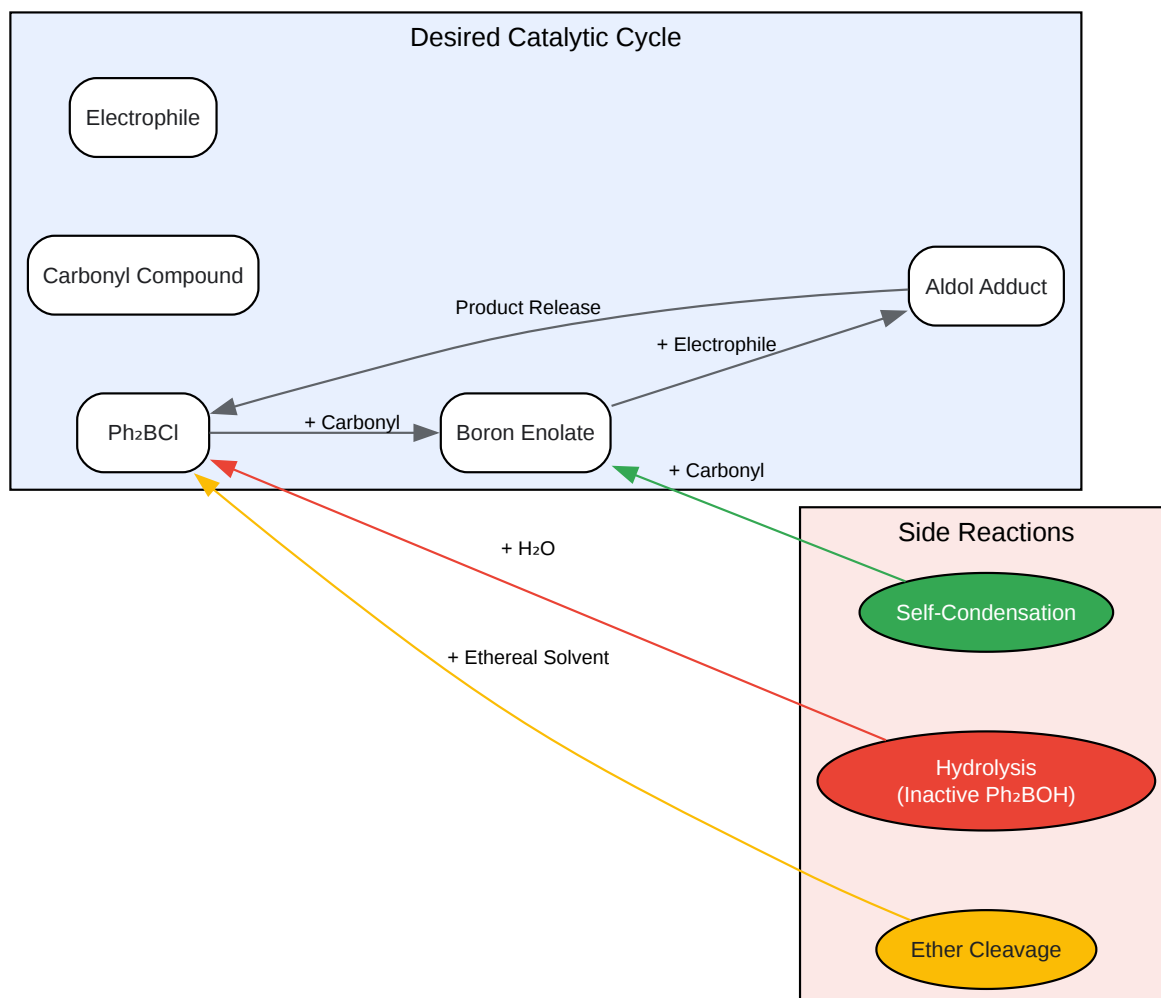 Desired Catalytic Cycle
Electrophile
Carbonyl Compound
Aldol Adduct
Product Release
+ Electrophile
Ph₂BCl
+ Carbonyl
Boron Enolate
+ Carbonyl
Side Reactions
+ H₂O
Self-Condensation
+ Ethereal Solvent
Hydrolysis
(Inactive Ph₂BOH)
Ether Cleavage